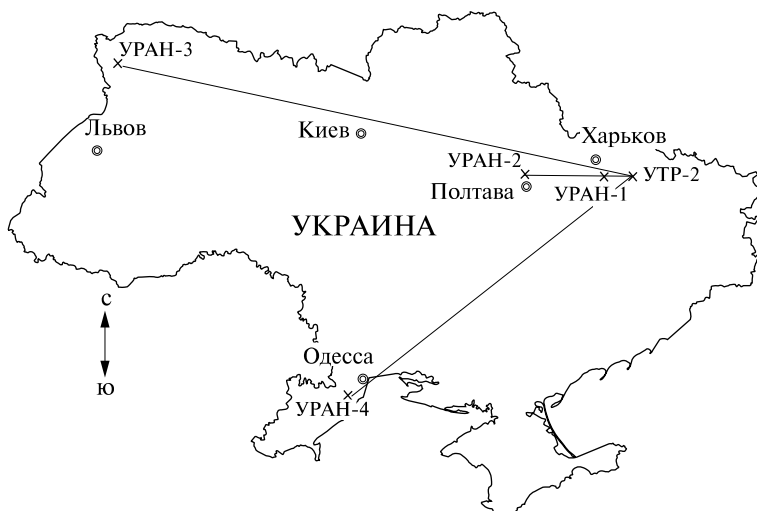 УРАН-3
Львов
Киев
Харьков
УРАН-2
УТР-2
Полтава
УРАН-1
УКРАИНА
с
ю
Одесса
УРАН-4